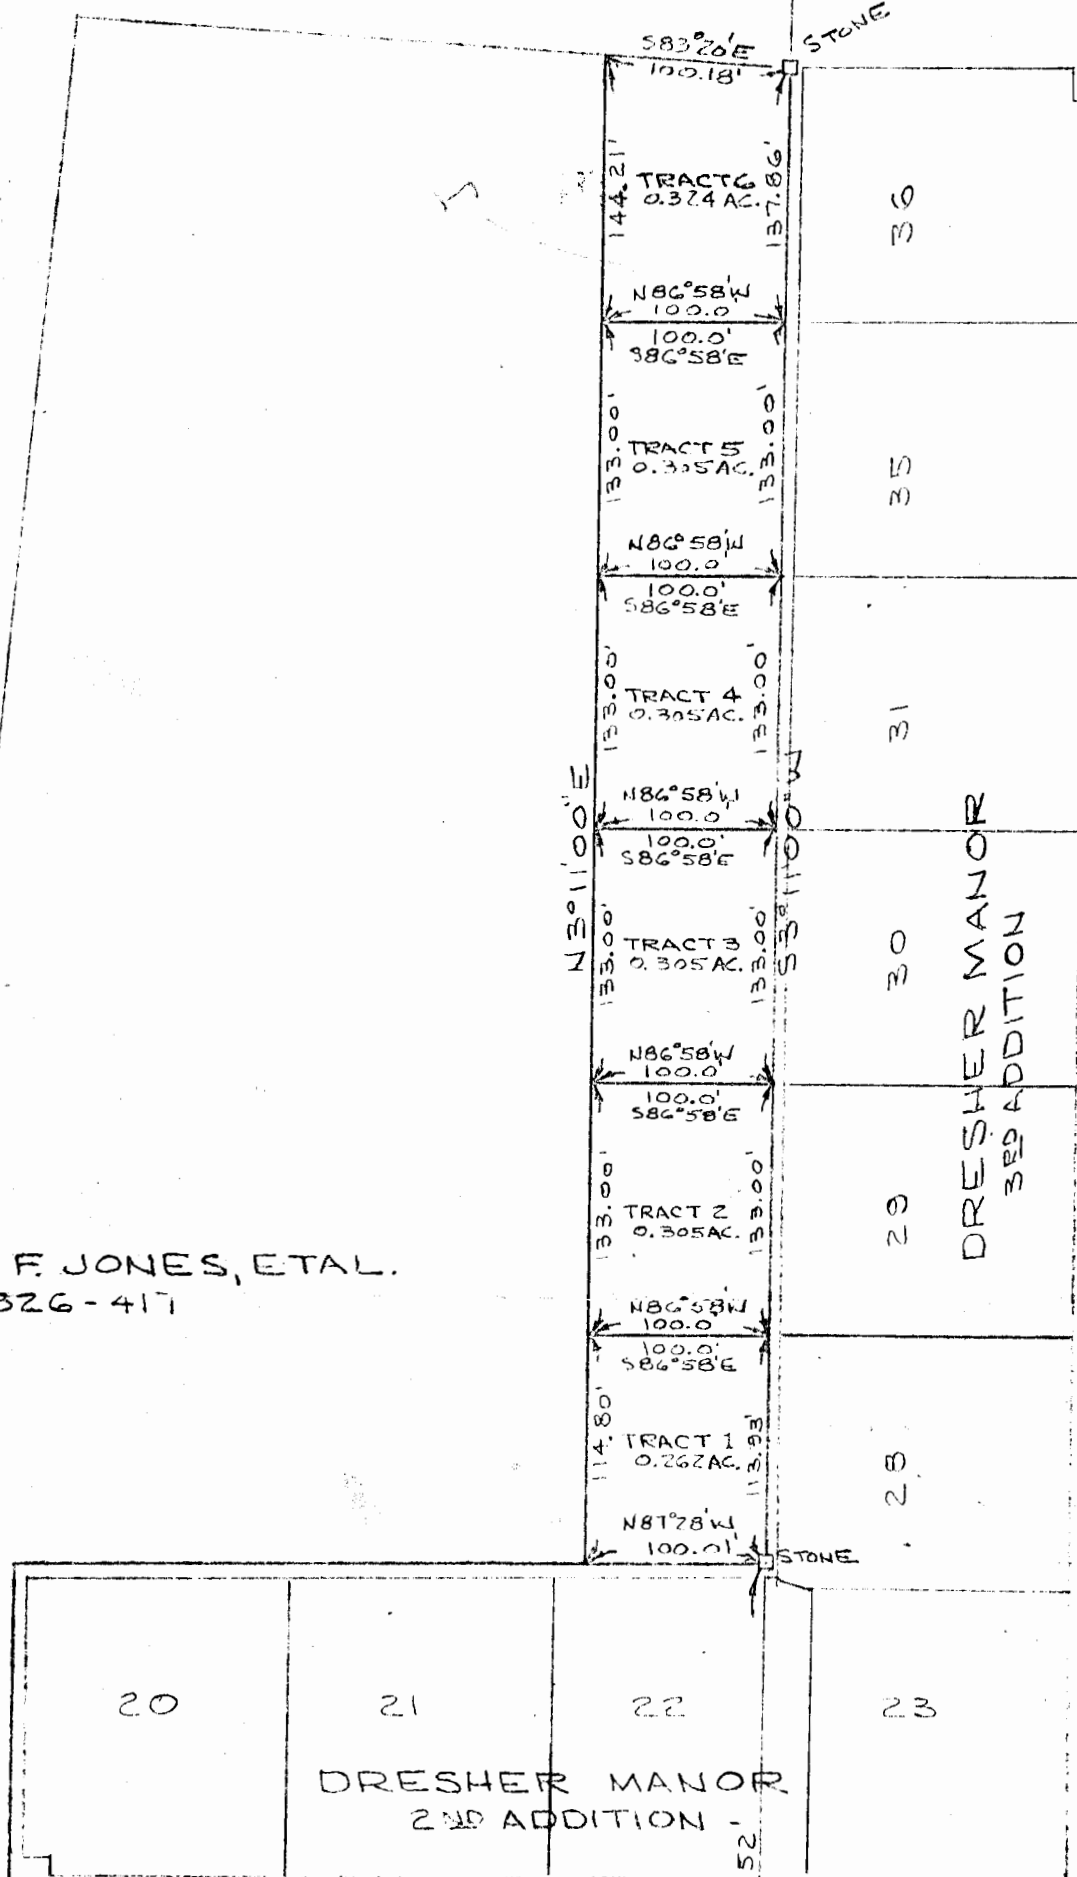 STONE
S83°20'E
100.18'
144.21'
TRACT 6
0.324 AC.
137.86'
36
N86°58'W
100.0'
100.0'
S86°58'E
133.00'
TRACT 5
0.305 AC.
133.00'
35
N86°58'W
100.0'
100.0'
S86°58'E
133.00'
TRACT 4
0.305 AC.
133.00'
31
N86°58'W
100.0'
100.0'
S86°58'E
N3°11'00"E
S3°11'00"W
133.00'
TRACT 3
0.305 AC.
133.00'
30
DRESHER MANOR
3RD ADDITION
N86°58'W
100.0'
100.0'
S86°58'E
133.00'
TRACT 2
0.305 AC.
133.00'
29
F. JONES, ETAL.
326-417
N86°58'W
100.0'
100.0'
S86°58'E
114.80'
TRACT 1
0.262 AC.
113.93'
28
N87°28'W
100.01'
STONE
20
21
22
23
DRESHER MANOR
2ND ADDITION -
52